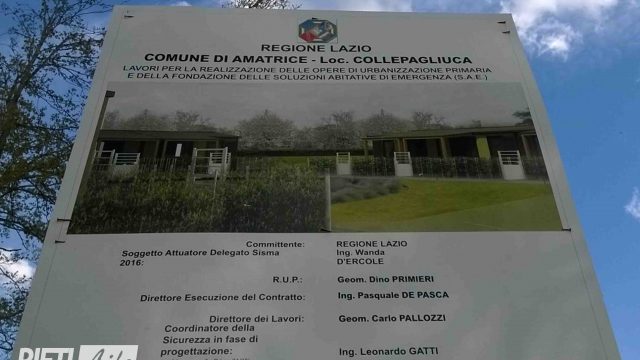 REGIONE LAZIO
COMUNE DI AMATRICE - Loc. COLLEPAGLIUCA
LAVORI PER LA REALIZZAZIONE DELLE OPERE DI URBANIZZAZIONE PRIMARIA
E DELLA FONDAZIONE DELLE SOLUZIONI ABITATIVE DI EMERGENZA (S.A.E.)
Committente: REGIONE LAZIO
Soggetto Attuatore Delegato Sisma Ing. Wanda
2016: D'ERCOLE
R.U.P.: Geom. Dino PRIMIERI
Direttore Esecuzione del Contratto: Ing. Pasquale DE PASCA
Direttore dei Lavori: Geom. Carlo PALLOZZI
Coordinatore della
Sicurezza in fase di
progettazione: Ing. Leonardo GATTI
RIETI Life